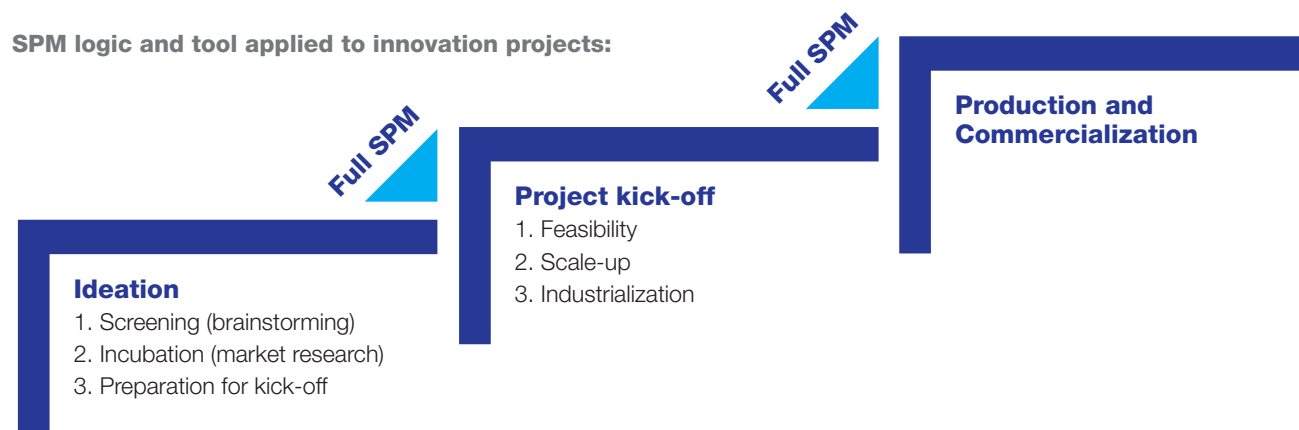 SPM logic and tool applied to innovation projects:
Full SPM
Ideation
1. Screening (brainstorming)
2. Incubation (market research)
3. Preparation for kick-off
Full SPM
Project kick-off
1. Feasibility
2. Scale-up
3. Industrialization
Production and
Commercialization